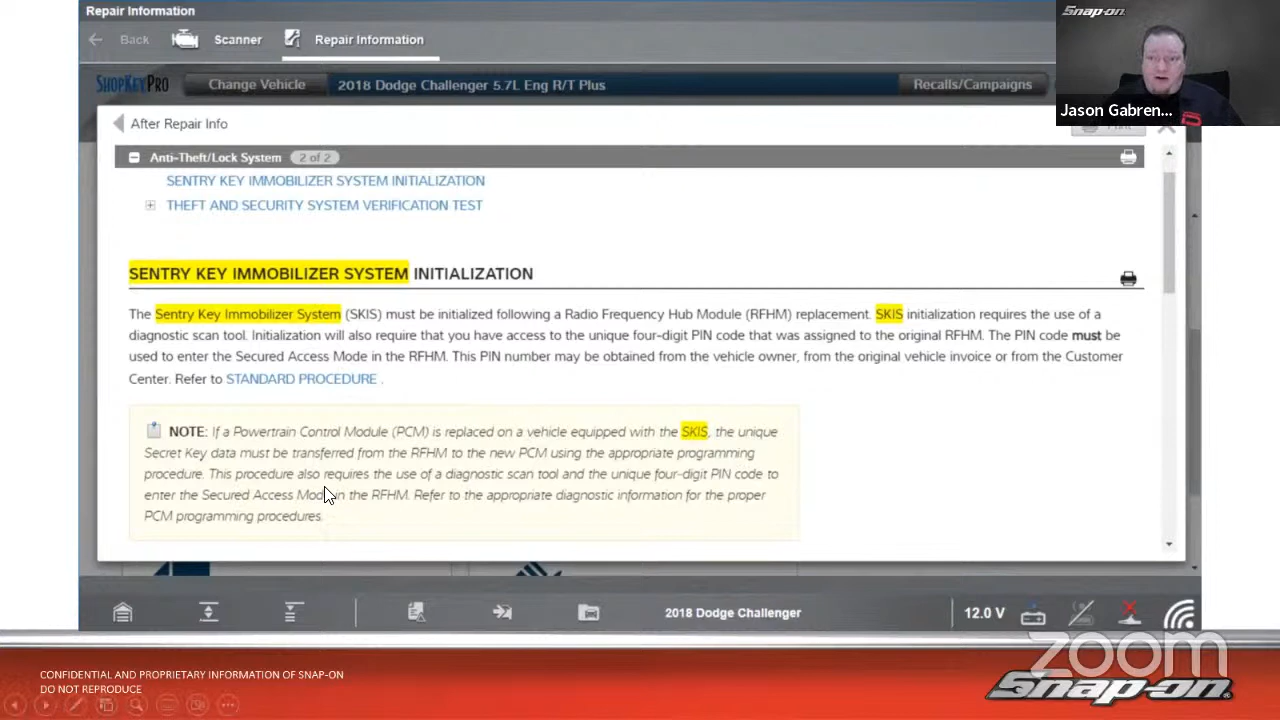 Repair Information
Back
Scanner
Repair Information
Snap-on
Jason Gabren...
SHOPKEYPRO
Change Vehicle
2018 Dodge Challenger 5.7L Eng R/T Plus
Recalls/Campaigns
After Repair Info
Print
Anti-Theft/Lock System 2 of 2
SENTRY KEY IMMOBILIZER SYSTEM INITIALIZATION
THEFT AND SECURITY SYSTEM VERIFICATION TEST
SENTRY KEY IMMOBILIZER SYSTEM INITIALIZATION
The Sentry Key Immobilizer System (SKIS) must be initialized following a Radio Frequency Hub Module (RFHM) replacement. SKIS initialization requires the use of a
diagnostic scan tool. Initialization will also require that you have access to the unique four-digit PIN code that was assigned to the original RFHM. The PIN code must be
used to enter the Secured Access Mode in the RFHM. This PIN number may be obtained from the vehicle owner, from the original vehicle invoice or from the Customer
Center. Refer to STANDARD PROCEDURE .
NOTE: If a Powertrain Control Module (PCM) is replaced on a vehicle equipped with the SKIS, the unique
Secret Key data must be transferred from the RFHM to the new PCM using the appropriate programming
procedure. This procedure also requires the use of a diagnostic scan tool and the unique four-digit PIN code to
enter the Secured Access Mode in the RFHM. Refer to the appropriate diagnostic information for the proper
PCM programming procedures.
2018 Dodge Challenger
12.0 V
zoom
CONFIDENTIAL AND PROPRIETARY INFORMATION OF SNAP-ON
DO NOT REPRODUCE
Snap-on